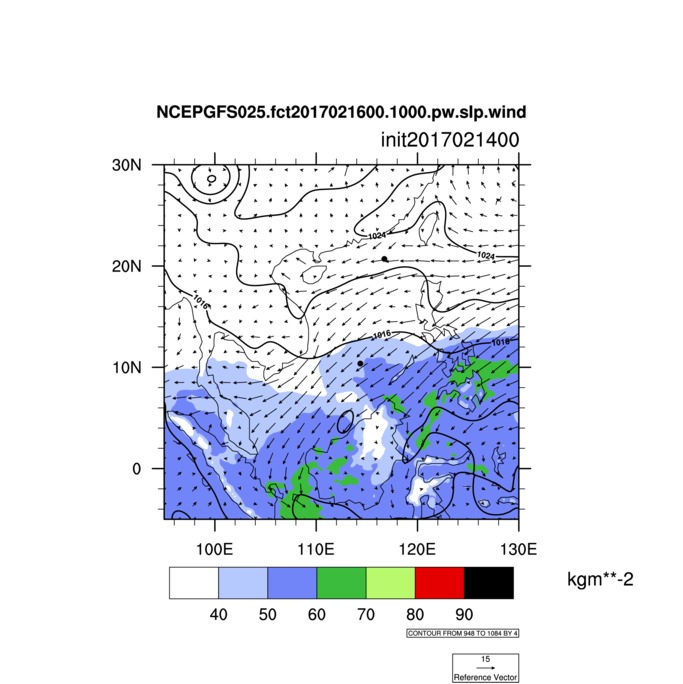 NCEPGFS025.fct2017021600.1000.pw.slp.wind
init2017021400
30N
1024
1024
20N
1016
1016
1016
10N
0
100E 110E 120E 130E
kgm**-2
40 50 60 70 80 90
CONTOUR FROM 948 TO 1084 BY 4
15
Reference Vector